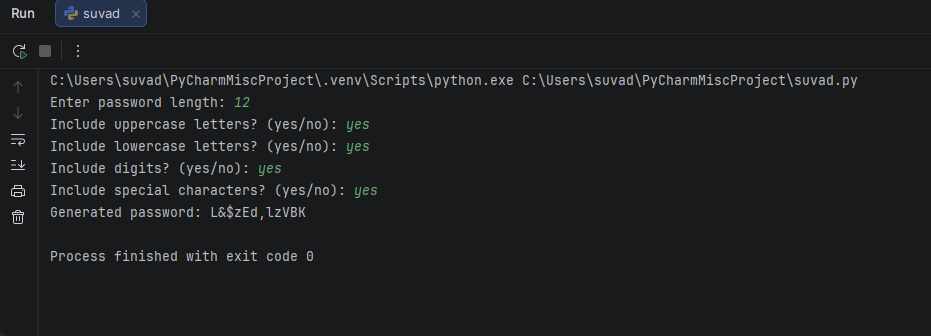 Run suvad
C:\Users\suvad\PyCharmMiscProject\.venv\Scripts\python.exe C:\Users\suvad\PyCharmMiscProject\suvad.py
Enter password length: 12
Include uppercase letters? (yes/no): yes
Include lowercase letters? (yes/no): yes
Include digits? (yes/no): yes
Include special characters? (yes/no): yes
Generated password: L&$zEd,lzVBK
Process finished with exit code 0